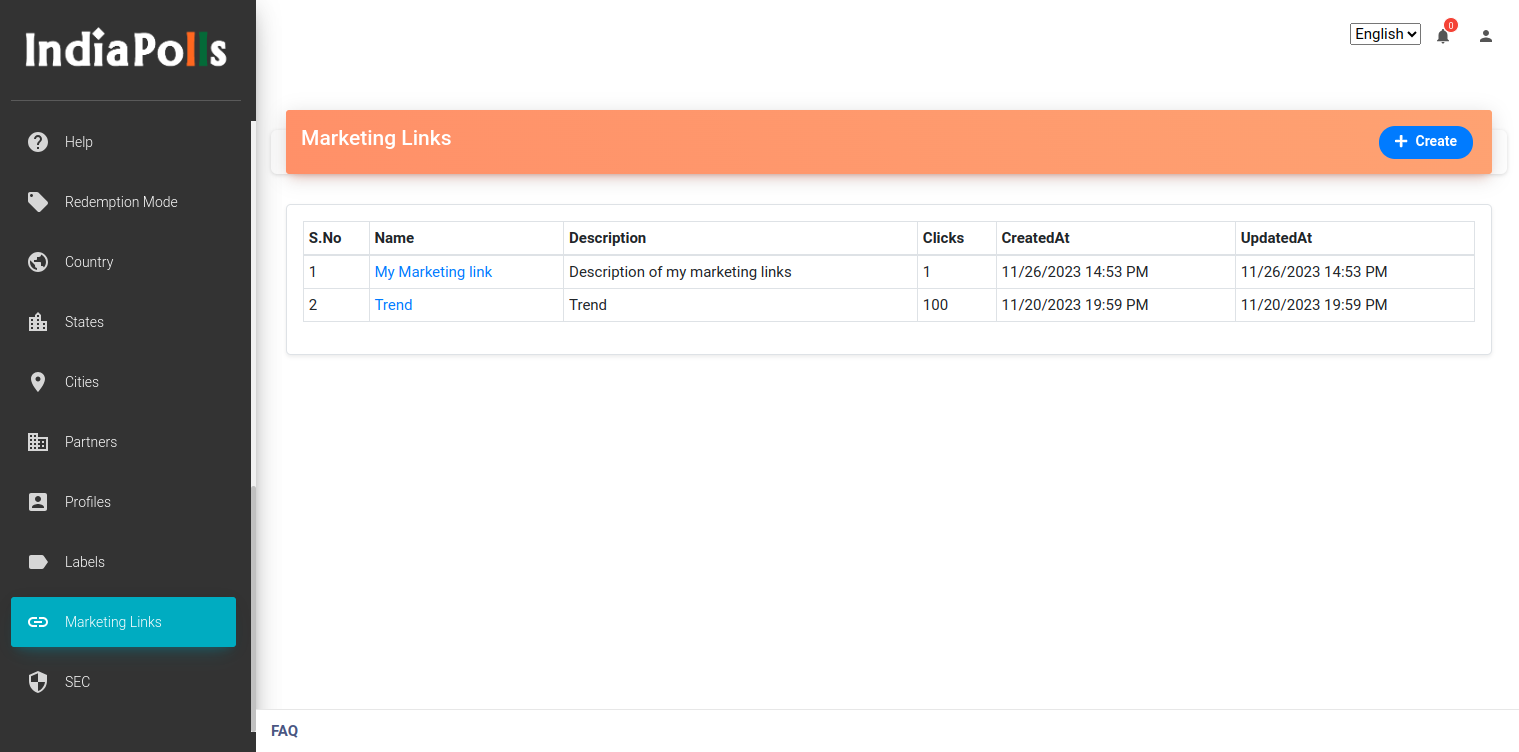 IndiaPolls
English
0
Help
Redemption Mode
Country
States
Cities
Partners
Profiles
Labels
Marketing Links
SEC
Marketing Links
Create
S.No Name Description Clicks CreatedAt UpdatedAt
1 My Marketing link Description of my marketing links 1 11/26/2023 14:53 PM 11/26/2023 14:53 PM
2 Trend Trend 100 11/20/2023 19:59 PM 11/20/2023 19:59 PM
FAQ